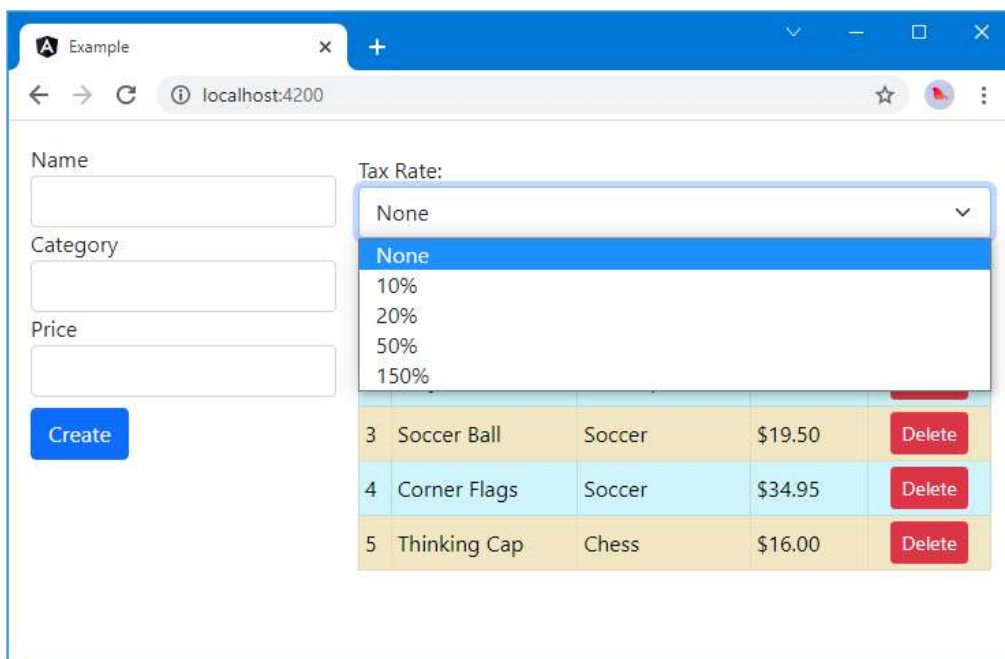 Example
localhost:4200
Name
Category
Price
Create
Tax Rate:
None
None
10%
20%
50%
150%
3 Soccer Ball Soccer $19.50 Delete
4 Corner Flags Soccer $34.95 Delete
5 Thinking Cap Chess $16.00 Delete